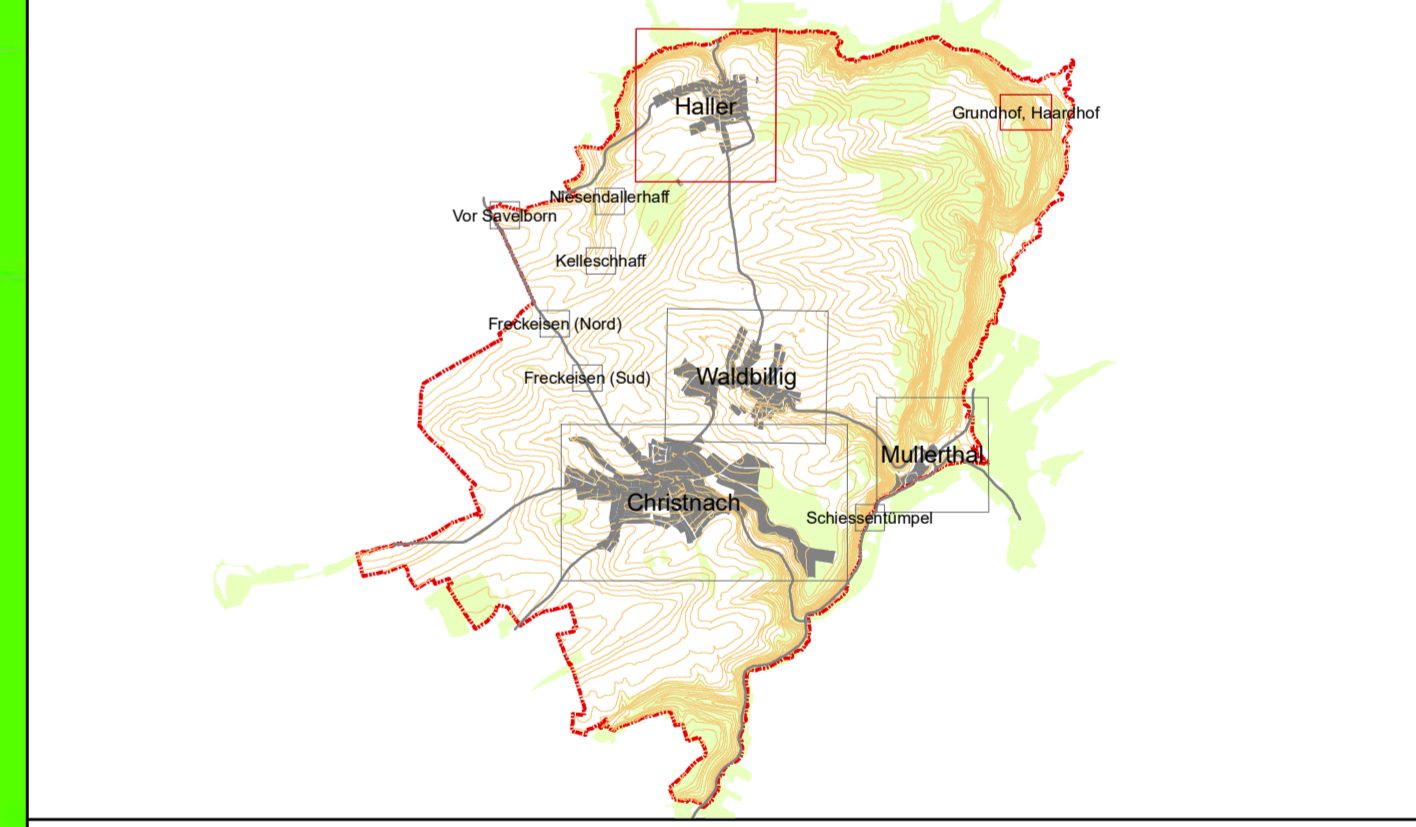 Haller
Grundhof, Haardhof
Niesendallerhaff
Vor Savelborn
Kelleschhaff
Freckeisen (Nord)
Waldbillig
Freckeisen (Sud)
Mullerthal
Christnach
Schiessentümpel